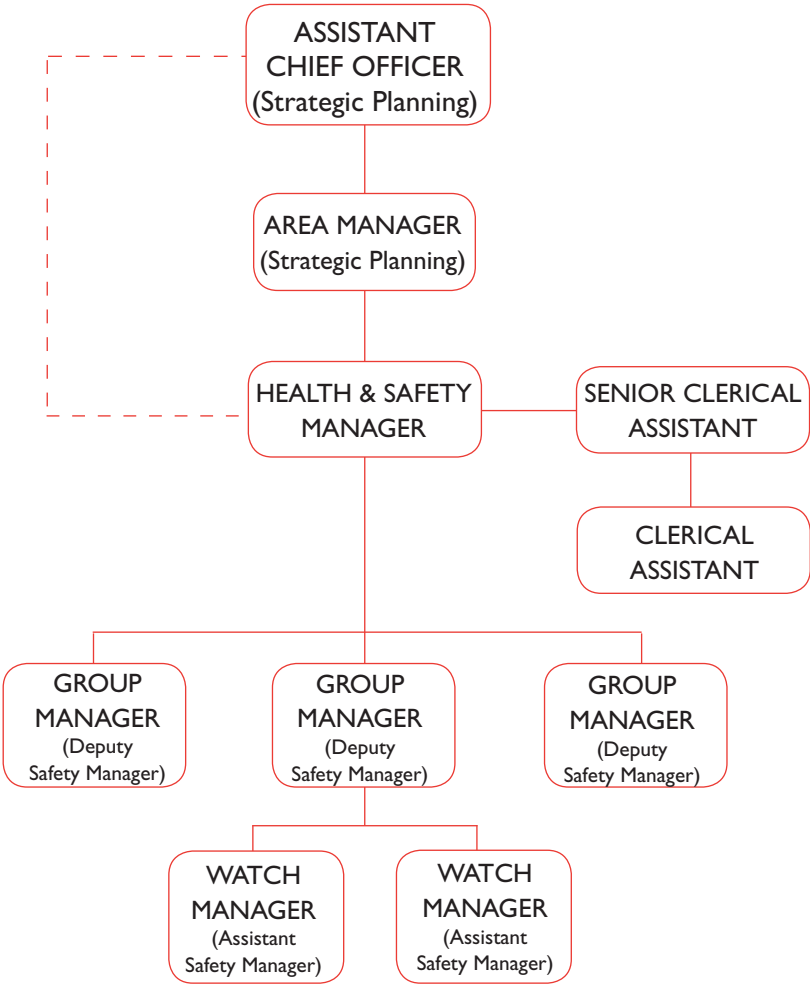 ASSISTANT
CHIEF OFFICER
(Strategic Planning)
AREA MANAGER
(Strategic Planning)
HEALTH & SAFETY
MANAGER
SENIOR CLERICAL
ASSISTANT
CLERICAL
ASSISTANT
GROUP
MANAGER
(Deputy
Safety Manager)
GROUP
MANAGER
(Deputy
Safety Manager)
GROUP
MANAGER
(Deputy
Safety Manager)
WATCH
MANAGER
(Assistant
Safety Manager)
WATCH
MANAGER
(Assistant
Safety Manager)